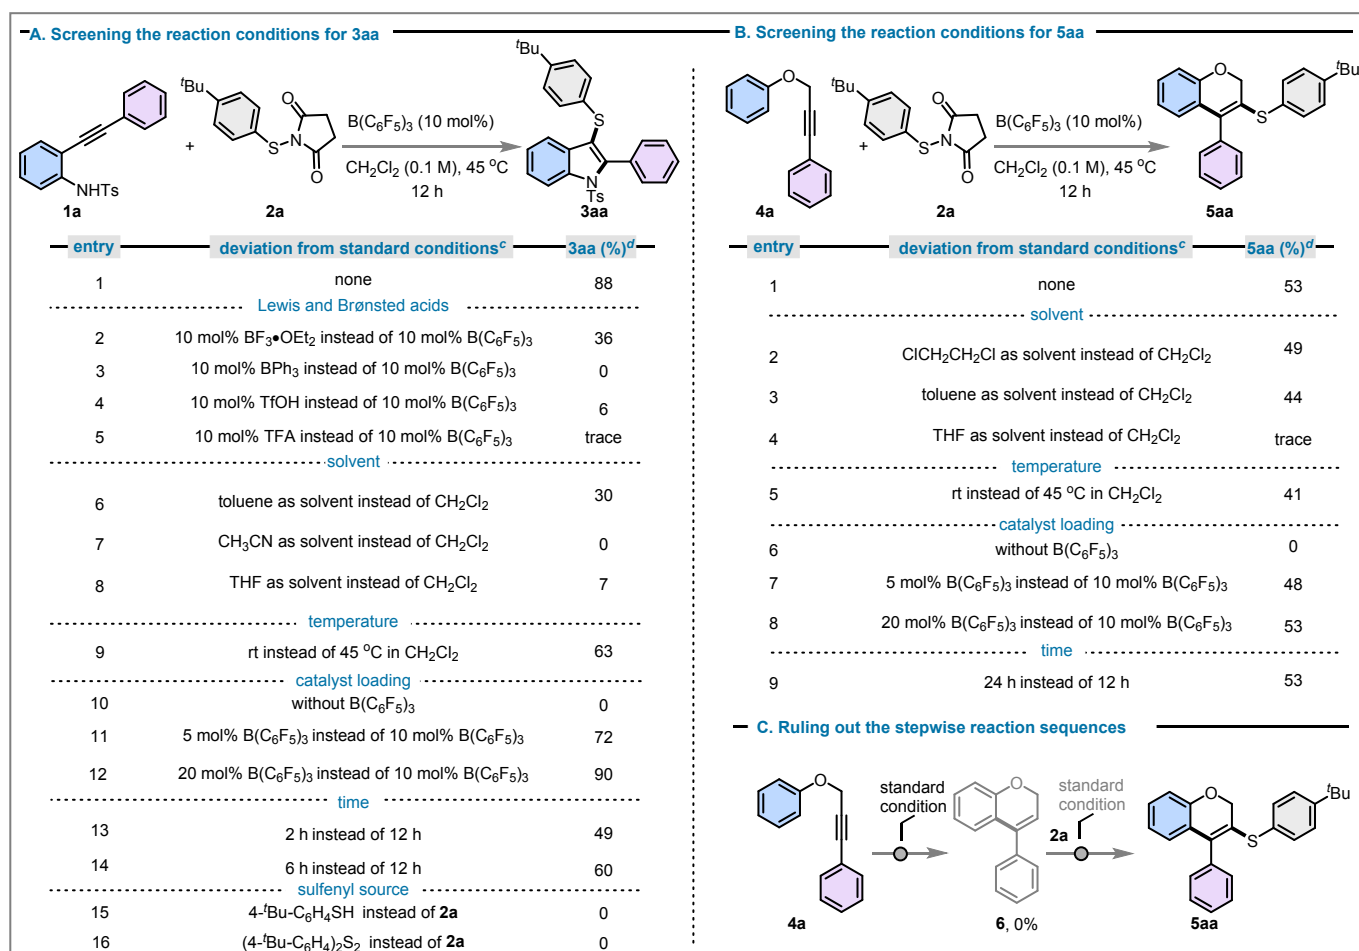 A. Screening the reaction conditions for 3aa
tBu
tBu
O
N
S
O
NHTs
1a
+
2a
B(C6F5)3 (10 mol%)
CH2Cl2 (0.1 M), 45 oC
12 h
S
N
Ts
3aa
entry deviation from standard conditionsc 3aa (%)d
1 none 88
Lewis and Brønsted acids
2 10 mol% BF3•OEt2 instead of 10 mol% B(C6F5)3 36
3 10 mol% BPh3 instead of 10 mol% B(C6F5)3 0
4 10 mol% TfOH instead of 10 mol% B(C6F5)3 6
5 10 mol% TFA instead of 10 mol% B(C6F5)3 trace
solvent
6 toluene as solvent instead of CH2Cl2 30
7 CH3CN as solvent instead of CH2Cl2 0
8 THF as solvent instead of CH2Cl2 7
temperature
9 rt instead of 45 oC in CH2Cl2 63
catalyst loading
10 without B(C6F5)3 0
11 5 mol% B(C6F5)3 instead of 10 mol% B(C6F5)3 72
12 20 mol% B(C6F5)3 instead of 10 mol% B(C6F5)3 90
time
13 2 h instead of 12 h 49
14 6 h instead of 12 h 60
sulfenyl source
15 4-tBu-C6H4SH instead of 2a 0
16 (4-tBu-C6H4)2S2 instead of 2a 0
B. Screening the reaction conditions for 5aa
O
4a
+
tBu
O
N
S
O
2a
B(C6F5)3 (10 mol%)
CH2Cl2 (0.1 M), 45 oC
12 h
O
S
tBu
5aa
entry deviation from standard conditionsc 5aa (%)d
1 none 53
solvent
2 ClCH2CH2Cl as solvent instead of CH2Cl2 49
3 toluene as solvent instead of CH2Cl2 44
4 THF as solvent instead of CH2Cl2 trace
temperature
5 rt instead of 45 oC in CH2Cl2 41
catalyst loading
6 without B(C6F5)3 0
7 5 mol% B(C6F5)3 instead of 10 mol% B(C6F5)3 48
8 20 mol% B(C6F5)3 instead of 10 mol% B(C6F5)3 53
time
9 24 h instead of 12 h 53
C. Ruling out the stepwise reaction sequences
O
4a
standard
condition
O
6, 0%
standard
condition
2a
O
S
tBu
5aa